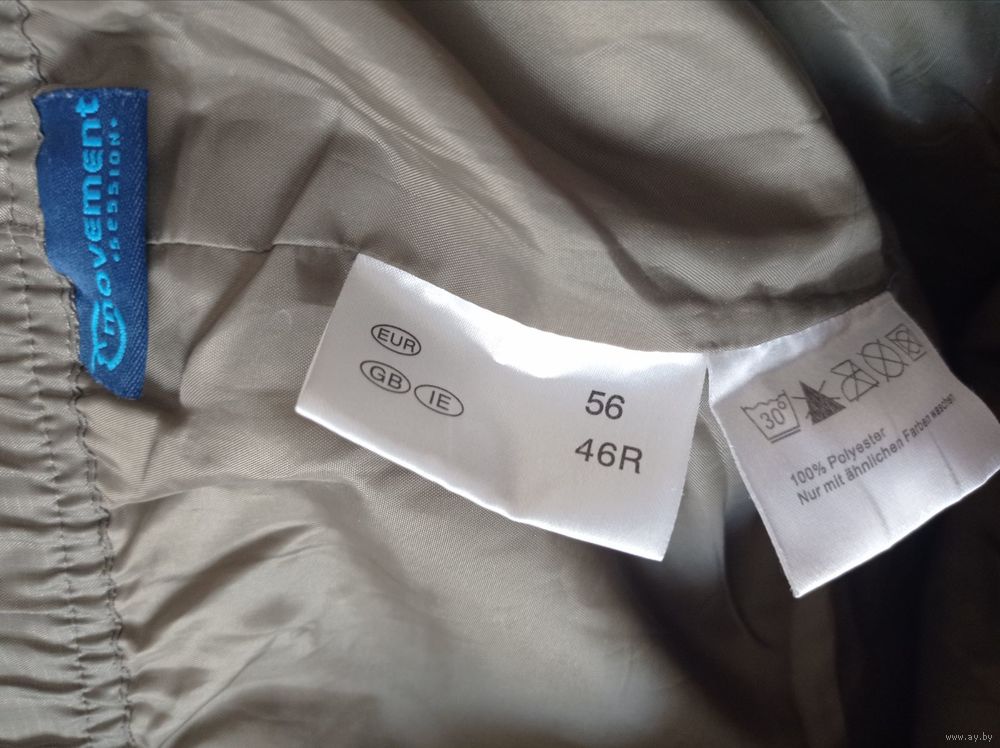 movement
session
EUR
GB IE
56
46R
30°
100% Polyester
Nur mit ähnlichen Farben waschen
www.ay.by